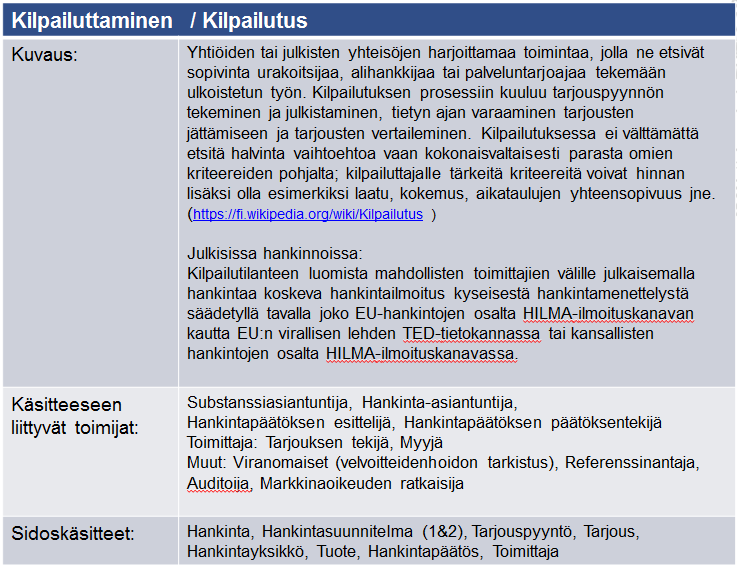 Kilpailuttaminen / Kilpailutus
Kuvaus:
Yhtiöiden tai julkisten yhteisöjen harjoittamaa toimintaa, jolla ne etsivät
sopivinta urakoitsijaa, alihankkijaa tai palveluntarjoajaa tekemään
ulkoistetun työn. Kilpailutuksen prosessiin kuuluu tarjouspyynnön
tekeminen ja julkistaminen, tietyn ajan varaaminen tarjousten
jättämiseen ja tarjousten vertaileminen. Kilpailutuksessa ei välttämättä
etsitä halvinta vaihtoehtoa vaan kokonaisvaltaisesti parasta omien
kriteereiden pohjalta; kilpailuttajalle tärkeitä kriteereitä voivat hinnan
lisäksi olla esimerkiksi laatu, kokemus, aikataulujen yhteensopivuus jne.
(https://fi.wikipedia.org/wiki/Kilpailutus )
Julkisissa hankinnoissa:
Kilpailutilanteen luomista mahdollisten toimittajien välille julkaisemalla
hankintaa koskeva hankintailmoitus kyseisestä hankintamenettelystä
säädetyllä tavalla joko EU-hankintojen osalta HILMA-ilmoituskanavan
kautta EU:n virallisen lehden TED-tietokannassa tai kansallisten
hankintojen osalta HILMA-ilmoituskanavassa.
Käsitteeseen
liittyvät toimijat:
Substanssiasiantuntija, Hankinta-asiantuntija,
Hankintapäätöksen esittelijä, Hankintapäätöksen päätöksentekijä
Toimittaja: Tarjouksen tekijä, Myyjä
Muut: Viranomaiset (velvoitteidenhoidon tarkistus), Referenssinantaja,
Auditoija, Markkinaoikeuden ratkaisija
Sidoskäsitteet:
Hankinta, Hankintasuunnitelma (1&2), Tarjouspyyntö, Tarjous,
Hankintayksikkö, Tuote, Hankintapäätös, Toimittaja